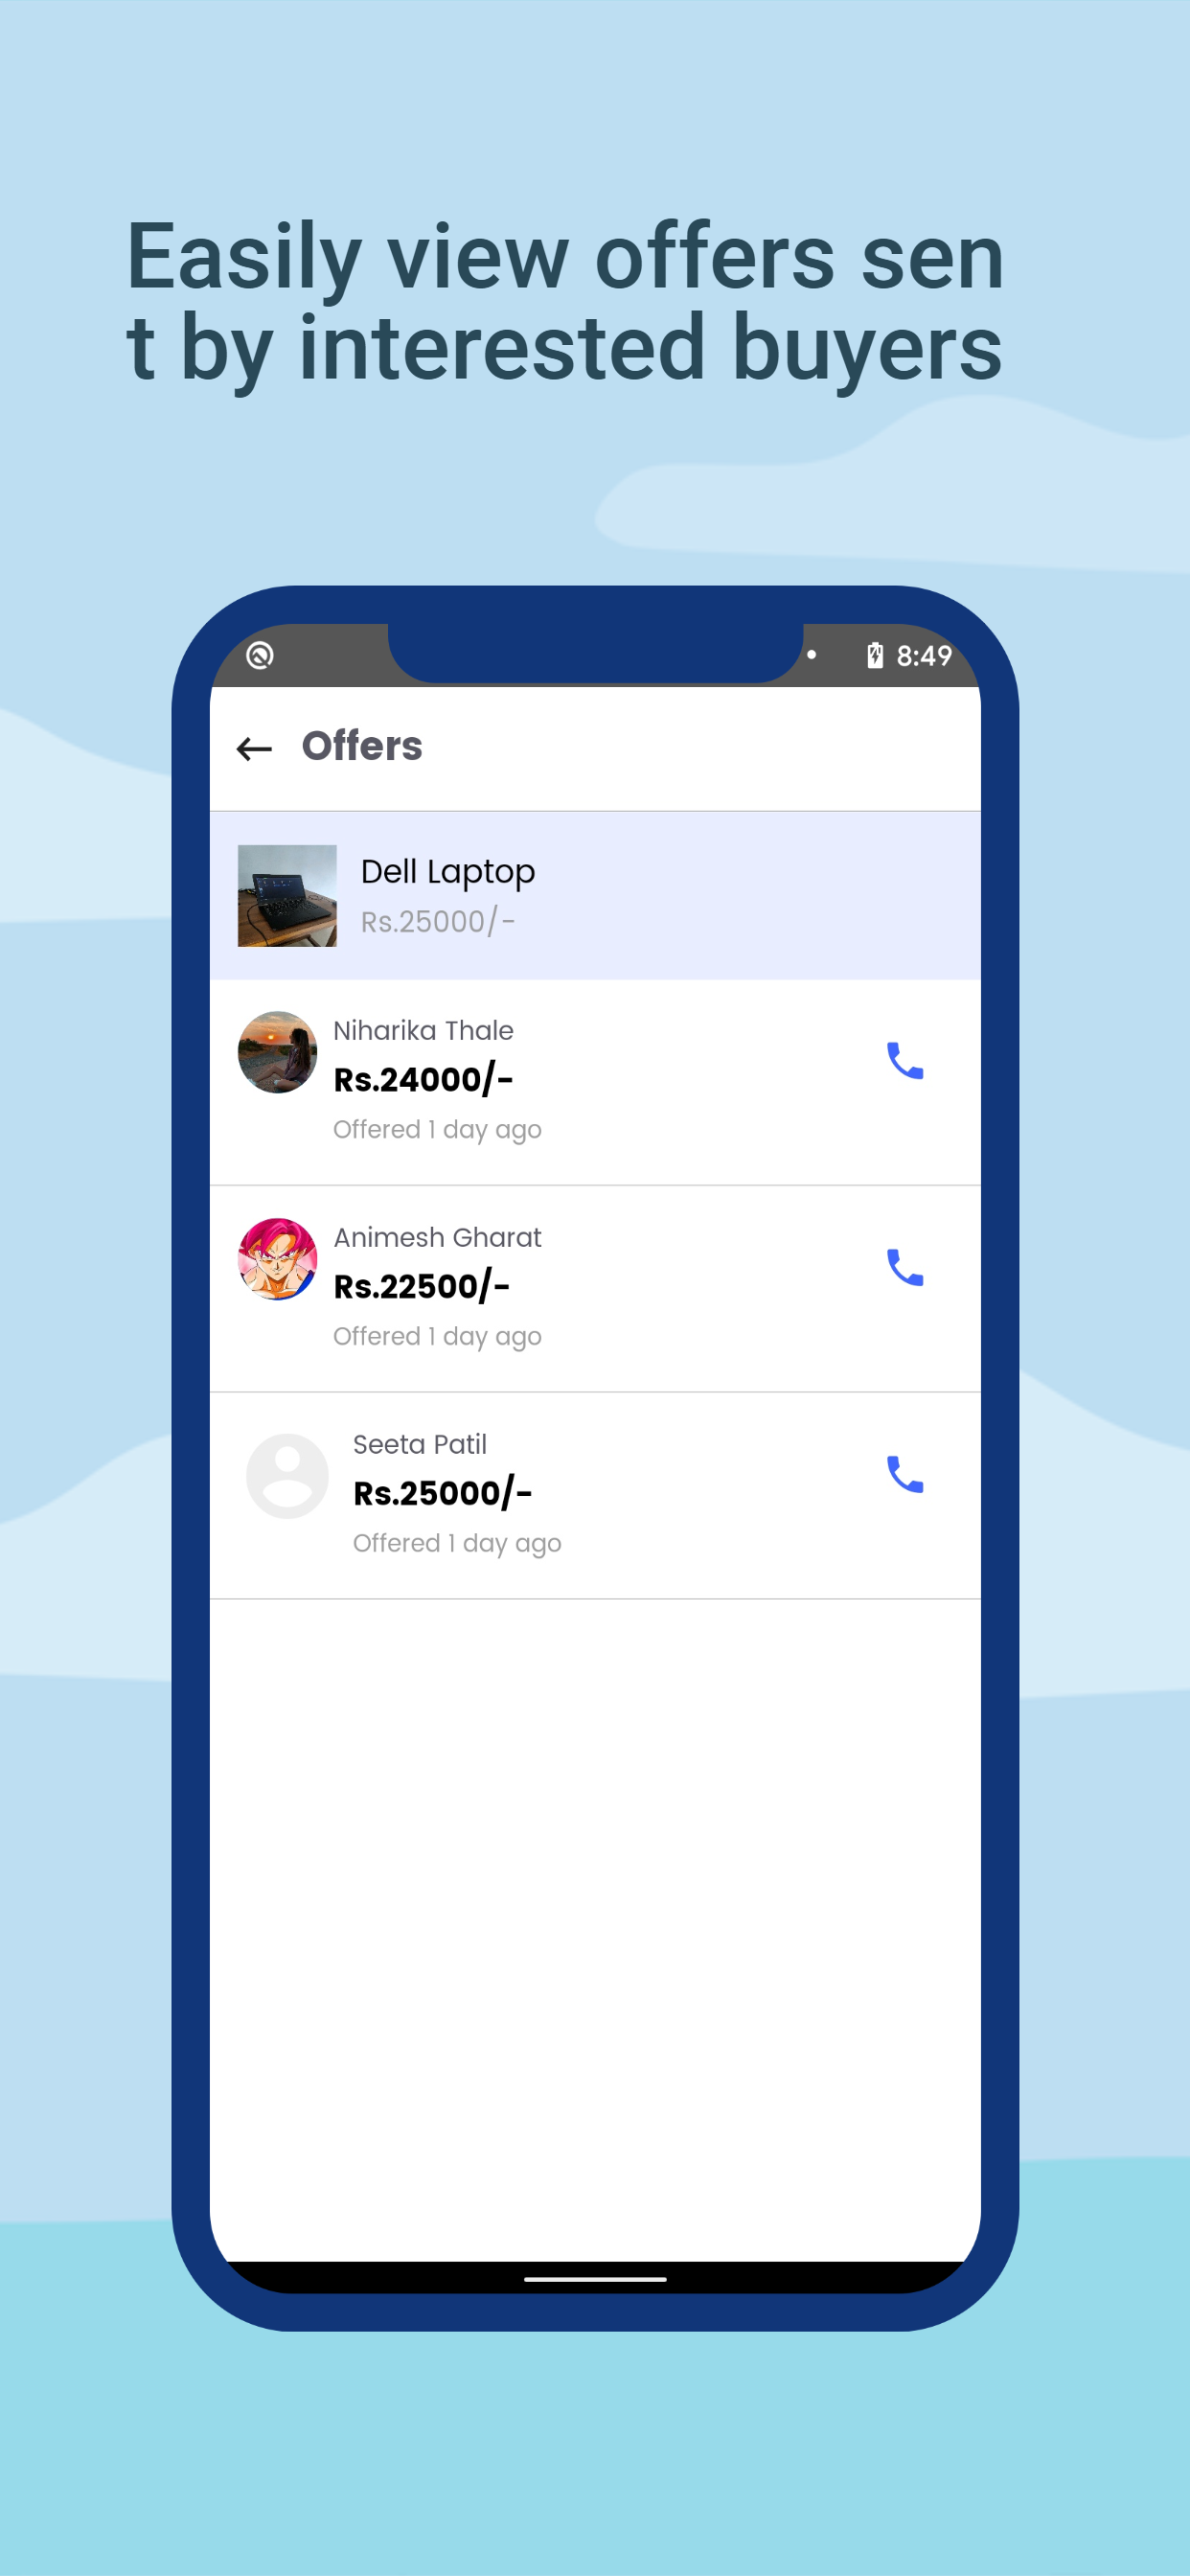 Easily view offers sen
t by interested buyers
8:49
Offers
Dell Laptop
Rs.25000/-
Niharika Thale
Rs.24000/-
Offered 1 day ago
Animesh Gharat
Rs.22500/-
Offered 1 day ago
Seeta Patil
Rs.25000/-
Offered 1 day ago